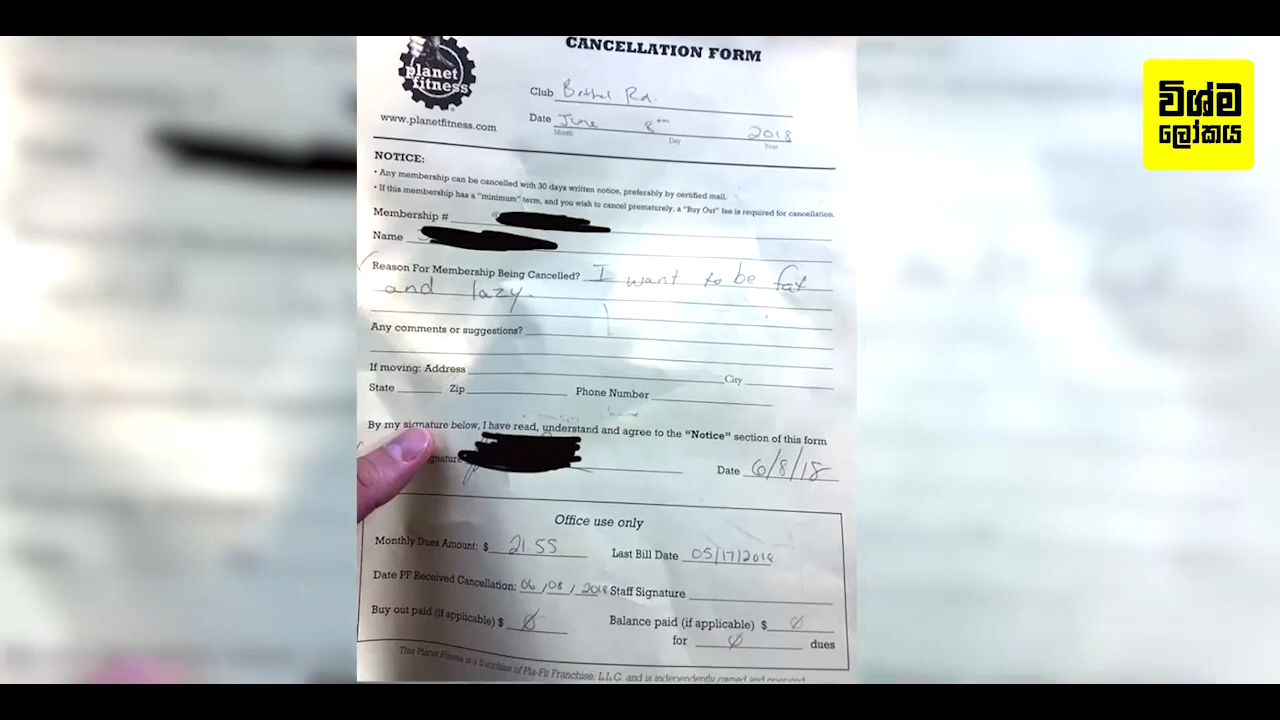 CANCELLATION FORM
planet
fitness
www.planetfitness.com
Club Bethel Rd.
Date June 8th 2018
Month Day Year
විශ්ම
ලෝකය
NOTICE:
• Any membership can be cancelled with 30 days written notice, preferably by certified mail.
• If this membership has a "minimum" term, and you wish to cancel prematurely, a "Buy Out" fee is required for cancellation.
Membership #
Name
Reason For Membership Being Cancelled? I want to be fat
and lazy.
Any comments or suggestions?
If moving: Address City
State Zip Phone Number
By my signature below, I have read, understand and agree to the "Notice" section of this form
gnature Date 6/8/18
Office use only
Monthly Dues Amount: $ 21 55 Last Bill Date 05/17/2018
Date PF Received Cancellation: 06/08/2018 Staff Signature
Buy out paid (if applicable) $ Ø Balance paid (if applicable) $ Ø
for Ø dues
This Planet Fitness is a franchise of Pla-Fit Franchise, L.L.C. and is independently owned and operated